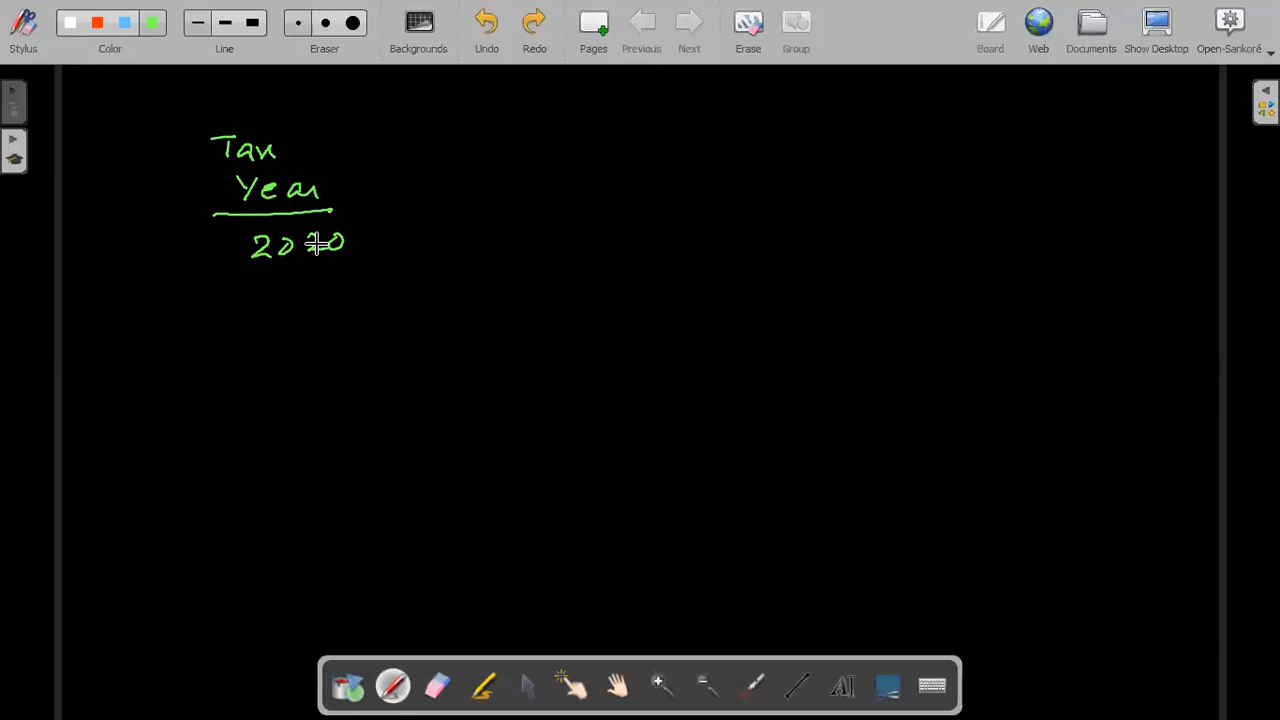 Stylus Color Line Eraser Backgrounds Undo Redo Pages Previous Next Erase Group Board Web Documents Show Desktop Open-Sankoré
Tax
Year
2020